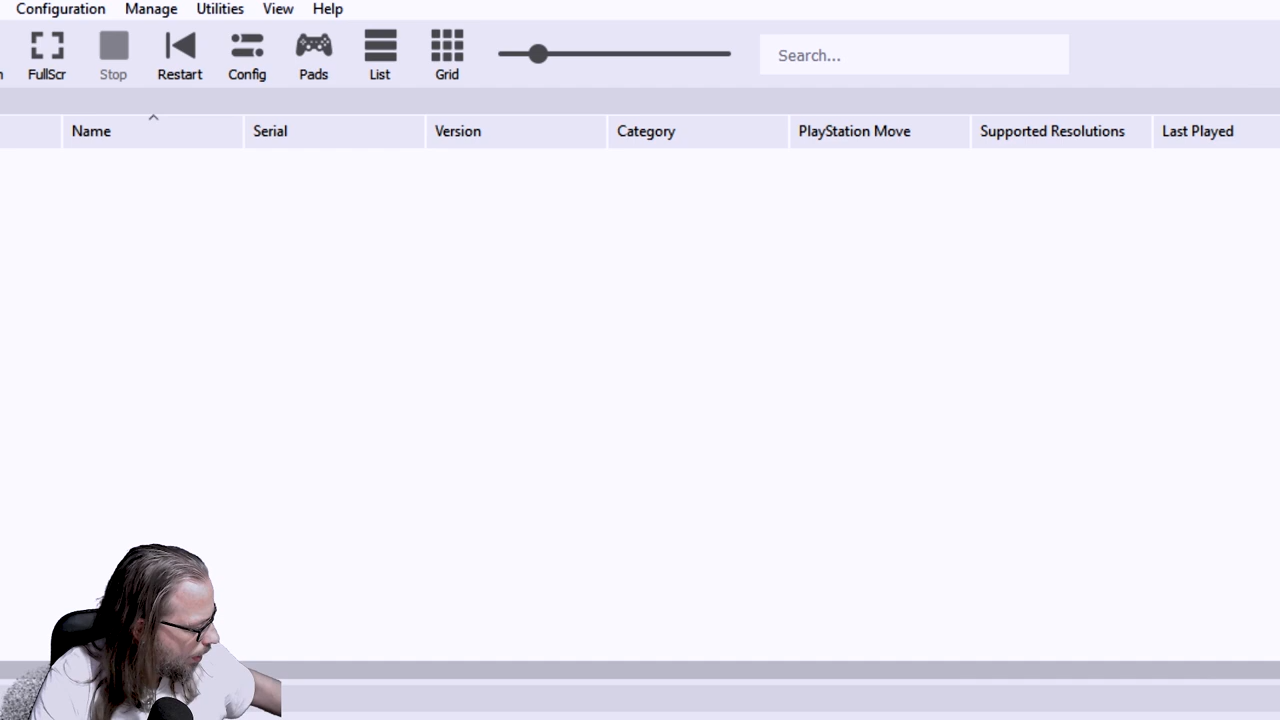 Configuration Manage Utilities View Help
FullScr Stop Restart Config Pads List Grid Search...
Name Serial Version Category PlayStation Move Supported Resolutions Last Played